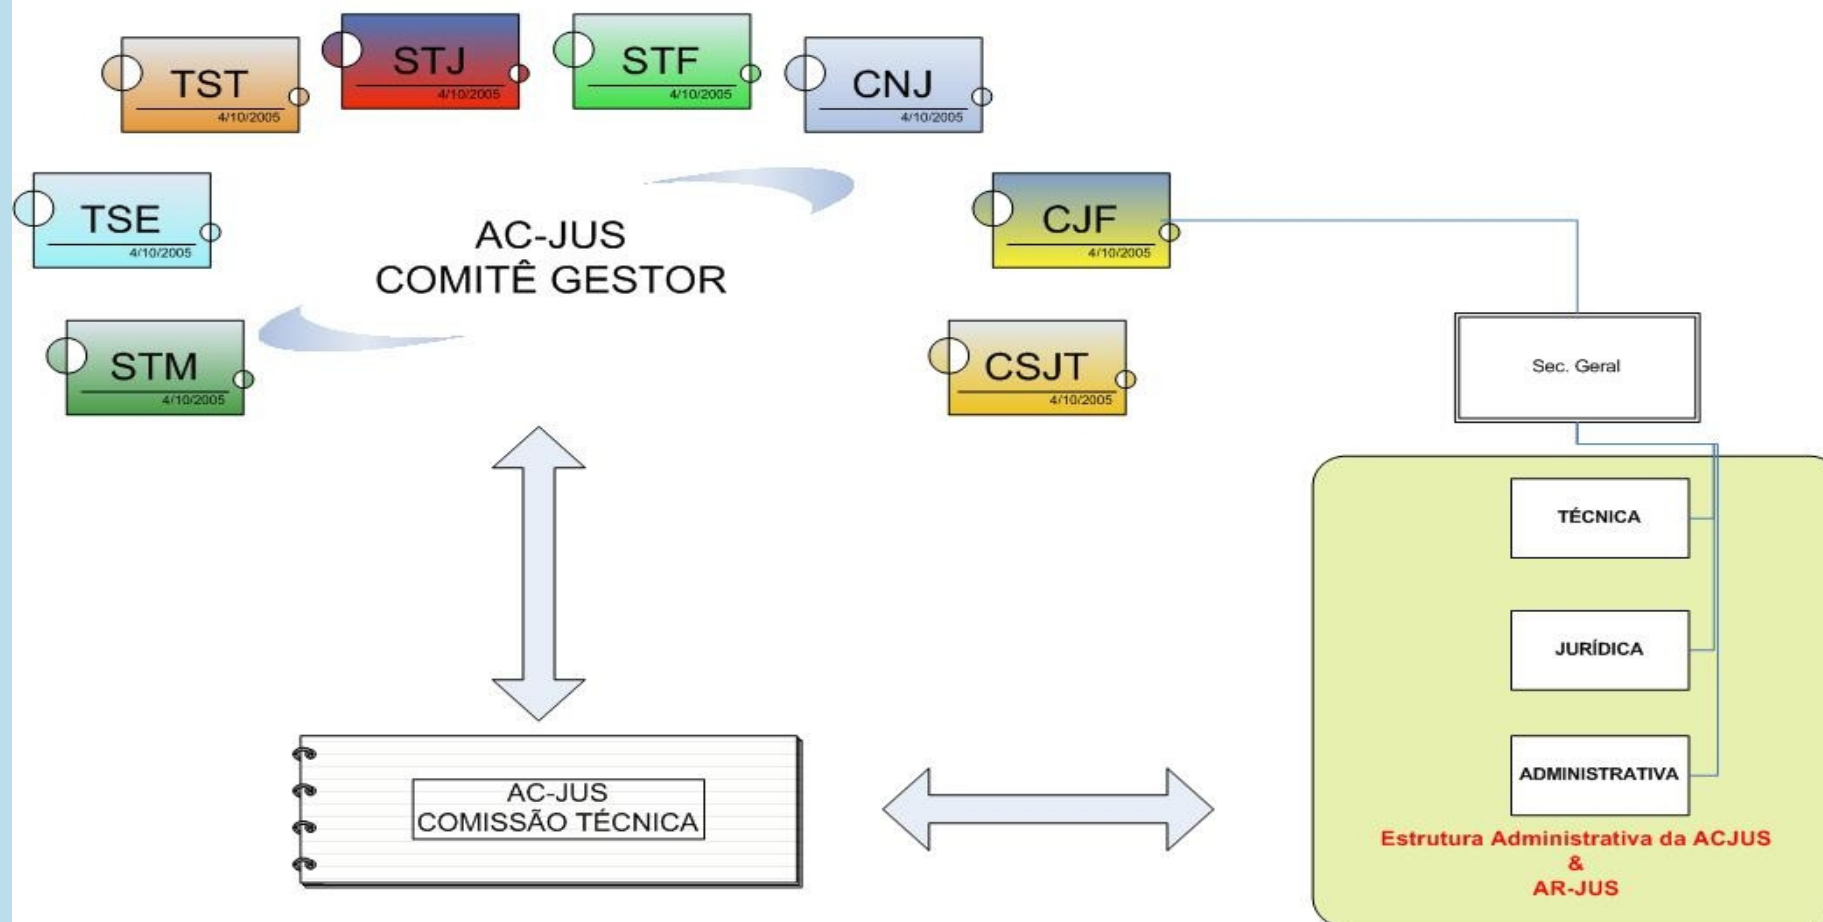 TST
4/10/2005
STJ
4/10/2005
STF
4/10/2005
CNJ
4/10/2005
TSE
4/10/2005
CJF
4/10/2005
AC-JUS
COMITÊ GESTOR
STM
4/10/2005
CSJT
4/10/2005
Sec. Geral
TÉCNICA
JURÍDICA
ADMINISTRATIVA
AC-JUS
COMISSÃO TÉCNICA
Estrutura Administrativa da ACJUS
&
AR-JUS